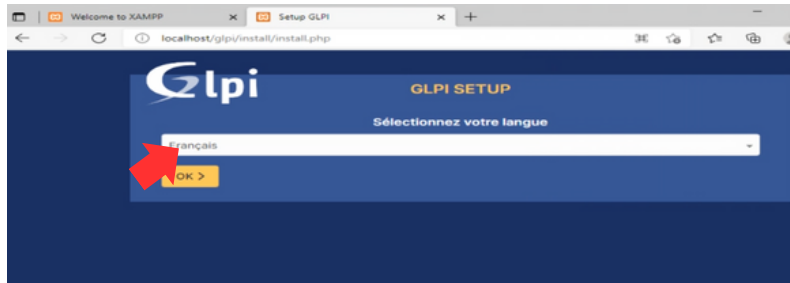 Welcome to XAMPP
Setup GLPI
localhost/glpi/install/install.php
Glpi
GLPI SETUP
Sélectionnez votre langue
Français
OK >